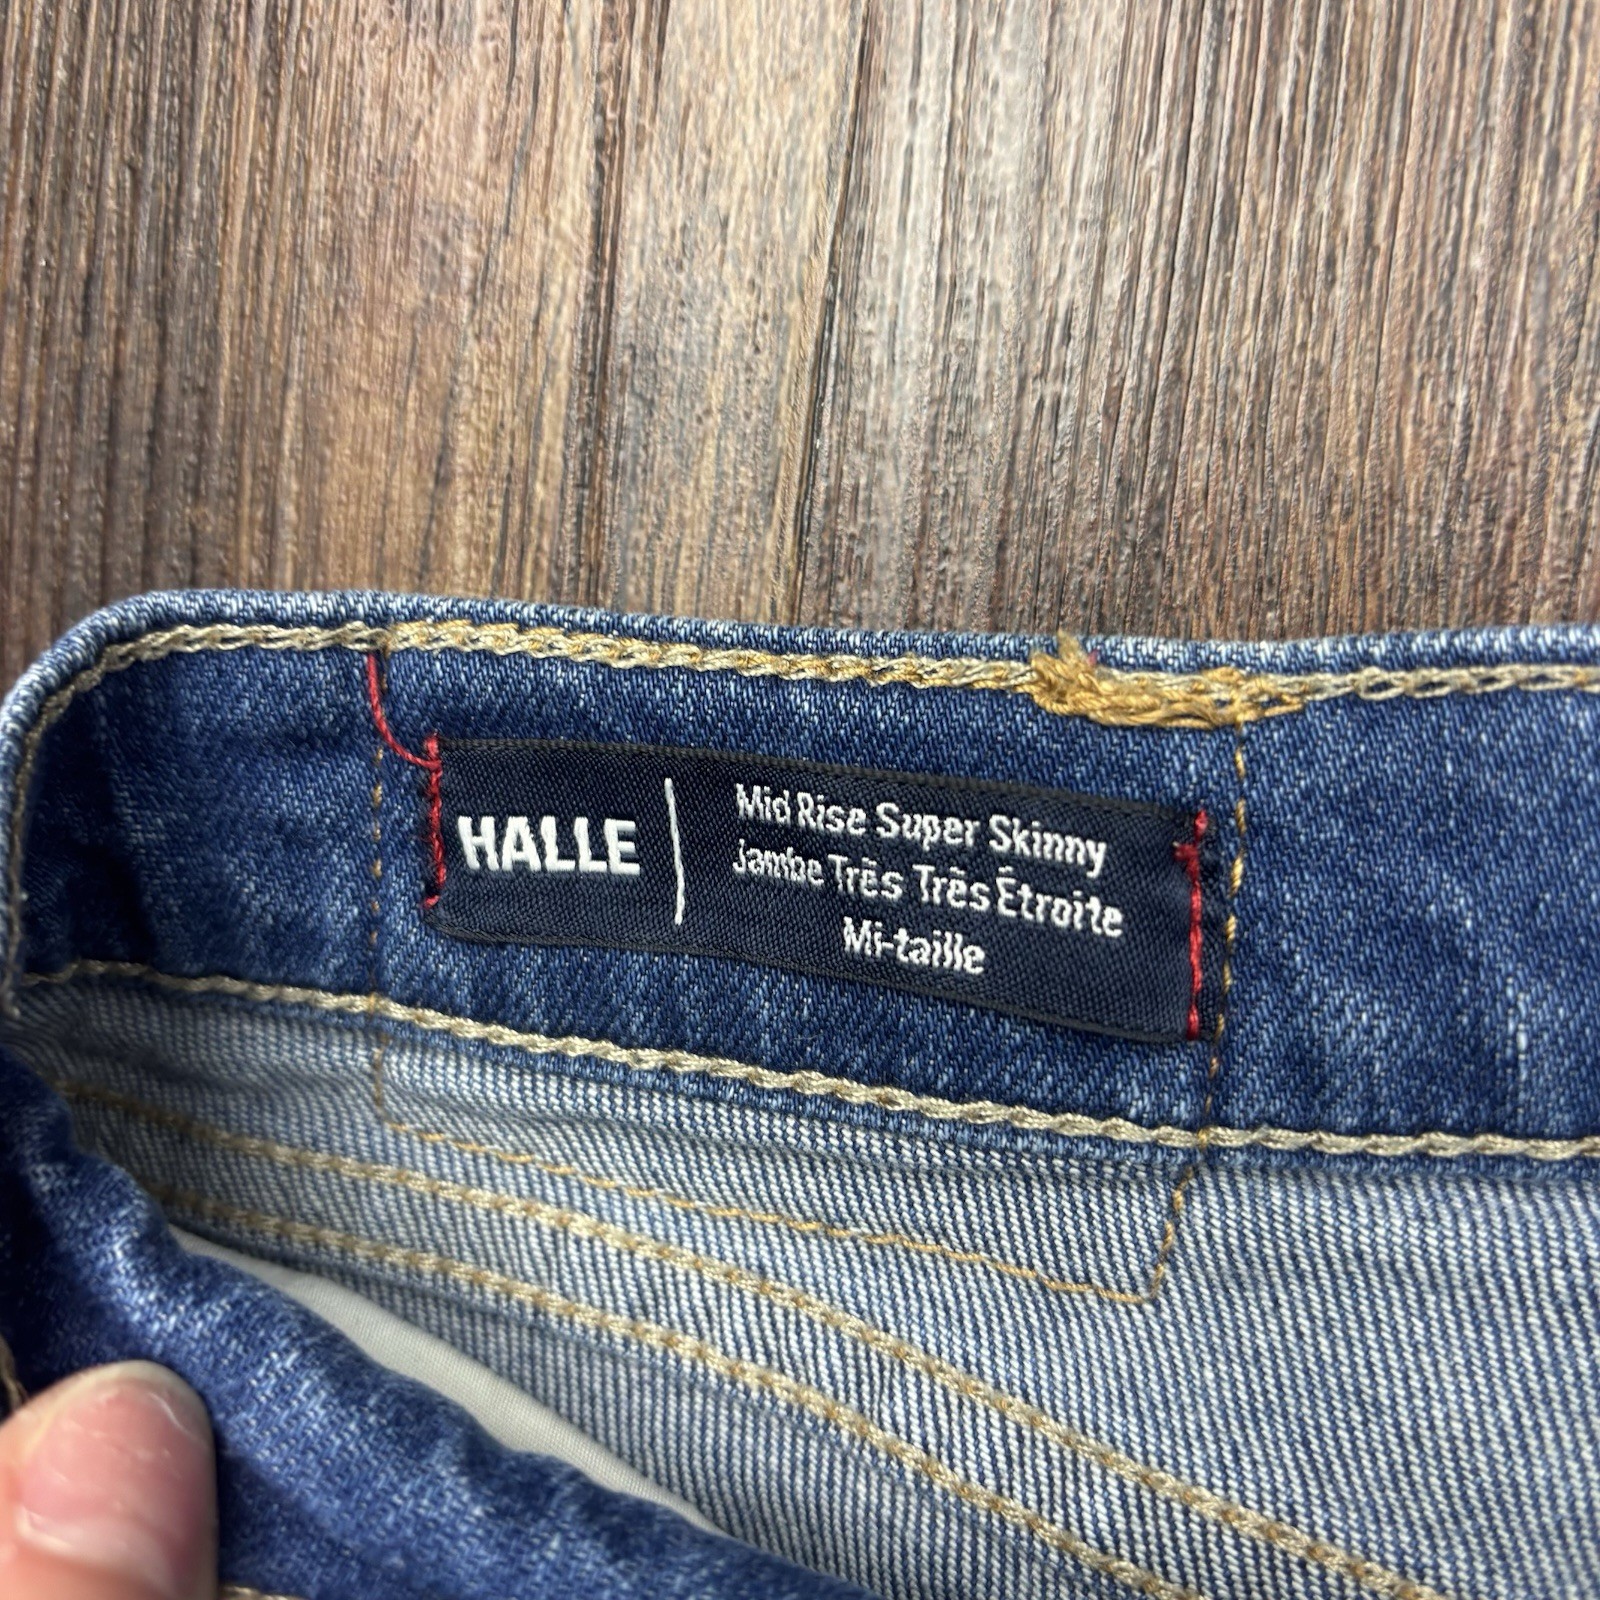 HALLE
Mid Rise Super Skinny
Jambe Très Très Étroite
Mi-taille